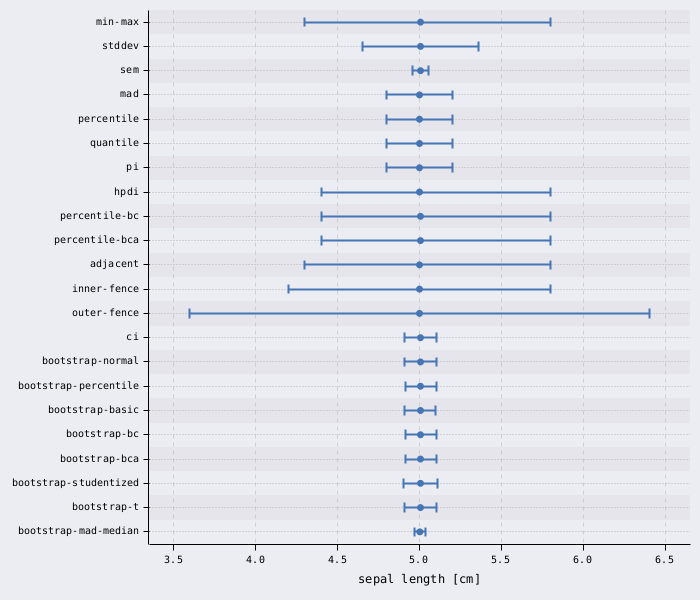 min-max
stddev
sem
mad
percentile
quantile
pi
hpdi
percentile-bc
percentile-bca
adjacent
inner-fence
outer-fence
ci
bootstrap-normal
bootstrap-percentile
bootstrap-basic
bootstrap-bc
bootstrap-bca
bootstrap-studentized
bootstrap-t
bootstrap-mad-median
3.5 4.0 4.5 5.0 5.5 6.0 6.5
sepal length [cm]